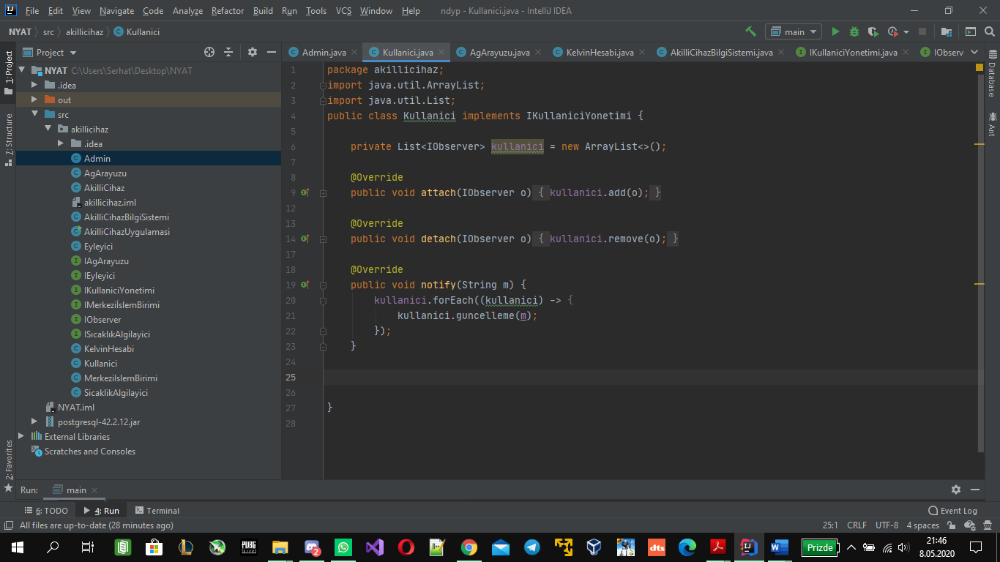 File Edit View Navigate Code Analyze Refactor Build Run Tools VCS Window Help ndyp - Kullanici.java - IntelliJ IDEA
NYAT src akillicihaz Kullanici main
1: Project
7: Structure
2: Favorites
Project
NYAT C:\Users\Serhat\Desktop\NYAT
.idea
out
src
akillicihaz
.idea
Admin
AgArayuzu
AkilliCihaz
akillicihaz.iml
AkilliCihazBilgiSistemi
AkilliCihazUygulamasi
Eyleyici
IAgArayuzu
IEyleyici
IKullaniciYonetimi
IMerkeziİslemBirimi
IObserver
ISıcaklıkAlgilayici
KelvinHesabi
Kullanici
MerkezilslemBirimi
SicaklikAlgilayici
NYAT.iml
postgresql-42.2.12.jar
External Libraries
Scratches and Consoles
Admin.java Kullanici.java AgArayuzu.java KelvinHesabi.java AkilliCihazBilgiSistemi.java IKullaniciYonetimi.java IObserv
1 package akillicihaz;
2 import java.util.ArrayList;
3 import java.util.List;
4 public class Kullanici implements IKullaniciYonetimi {
5
6 private List<IObserver> kullanici = new ArrayList<>();
7
8 @Override
9 public void attach(IObserver o) { kullanici.add(o); }
12
13 @Override
14 public void detach(IObserver o) { kullanici.remove(o); }
17
18 @Override
19 public void notify(String m) {
20 kullanici.forEach((kullanici) -> {
21 kullanici.guncelleme(m);
22 });
23 }
24
25
26
27 }
28
Database
Ant
Run: main
6: TODO 4: Run Terminal Event Log
All files are up-to-date (28 minutes ago) 25:1 CRLF UTF-8 4 spaces
PUBG
dts
Prizde
21:46
8.05.2020